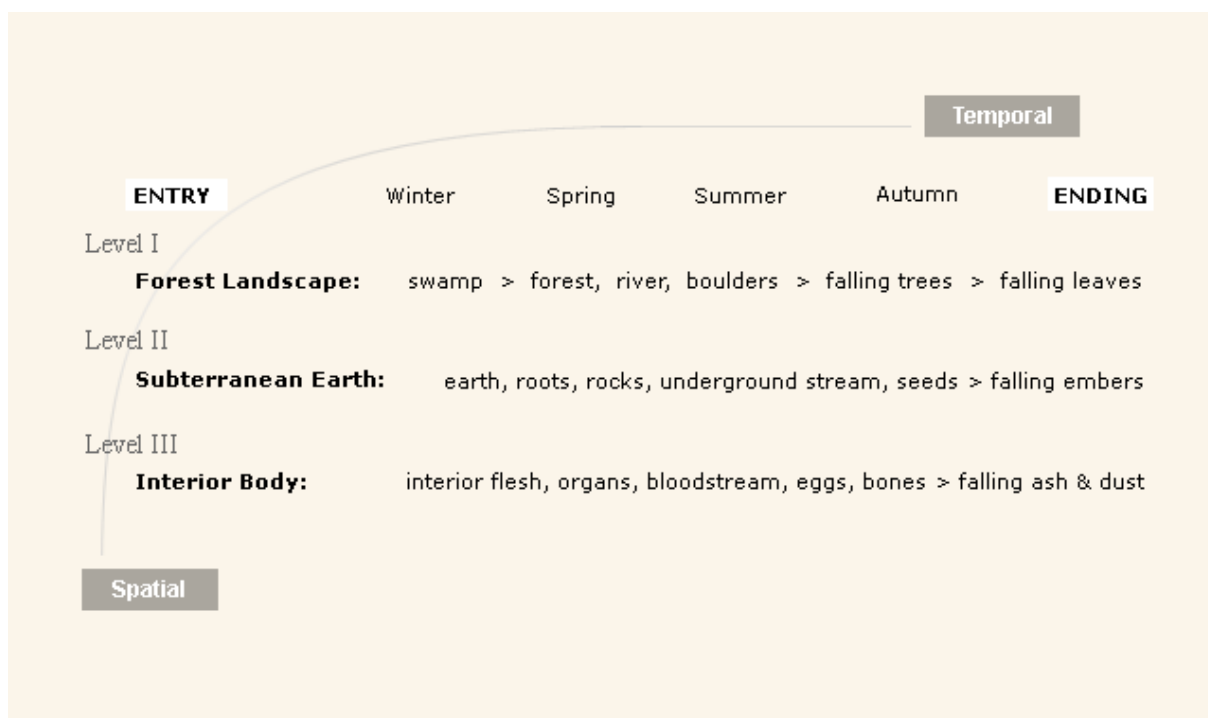 Temporal
ENTRY Winter Spring Summer Autumn ENDING
Level I
Forest Landscape: swamp > forest, river, boulders > falling trees > falling leaves
Level II
Subterranean Earth: earth, roots, rocks, underground stream, seeds > falling embers
Level III
Interior Body: interior flesh, organs, bloodstream, eggs, bones > falling ash & dust
Spatial